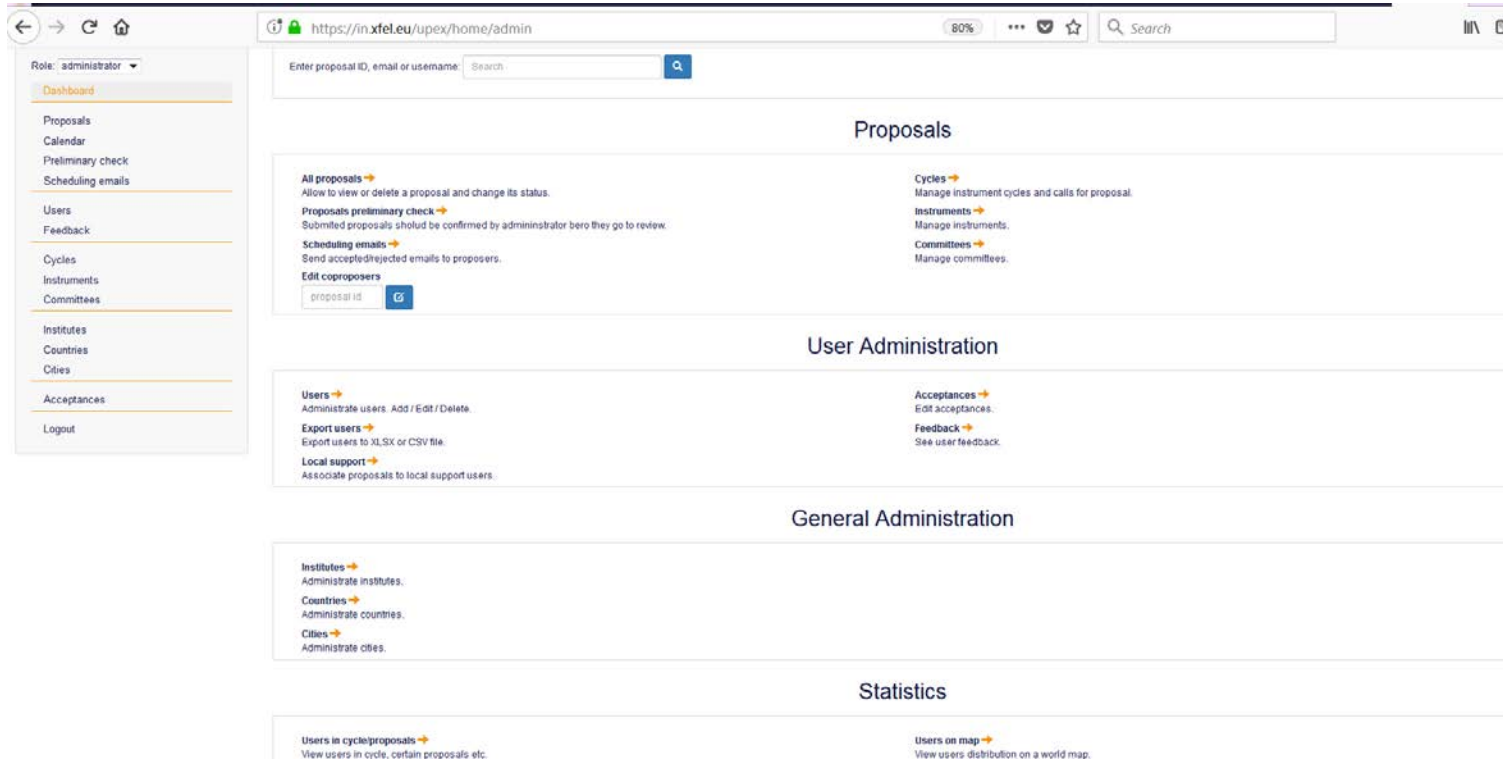 https://in.xfel.eu/upex/home/admin
80%
Search
Role: administrator
Dashboard
Proposals
Calendar
Preliminary check
Scheduling emails
Users
Feedback
Cycles
Instruments
Committees
Institutes
Countries
Cities
Acceptances
Logout
Enter proposal ID, email or username: Search
Proposals
All proposals
Allow to view or delete a proposal and change its status.
Proposals preliminary check
Submited proposals sholud be confirmed by admininstrator bero they go to review.
Scheduling emails
Send accepted/rejected emails to proposers.
Edit coproposers
proposal id
Cycles
Manage instrument cycles and calls for proposal.
Instruments
Manage instruments.
Committees
Manage committees.
User Administration
Users
Administrate users. Add / Edit / Delete.
Export users
Export users to XLSX or CSV file.
Local support
Associate proposals to local support users.
Acceptances
Edit acceptances.
Feedback
See user feedback.
General Administration
Institutes
Administrate institutes.
Countries
Administrate countries.
Cities
Administrate cities.
Statistics
Users in cycle/proposals
View users in cycle, certain proposals etc.
Users on map
View users distribution on a world map.